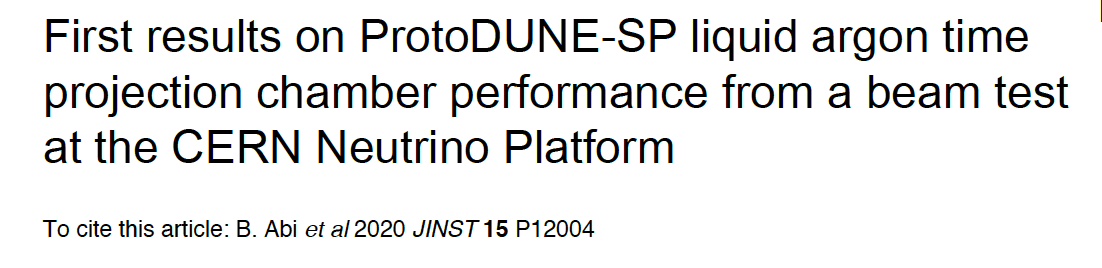 First results on ProtoDUNE-SP liquid argon time
projection chamber performance from a beam test
at the CERN Neutrino Platform
To cite this article: B. Abi et al 2020 JINST 15 P12004